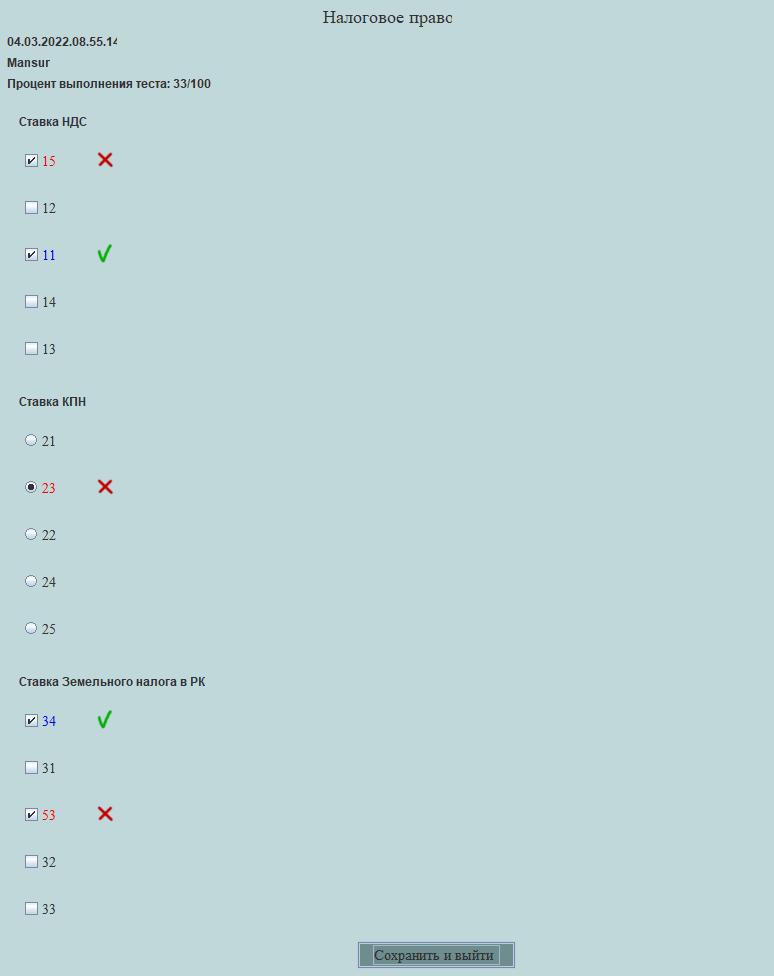 Налоговое право
04.03.2022.08.55.14
Mansur
Процент выполнения теста: 33/100
Ставка НДС
15
12
11
14
13
Ставка КПН
21
23
22
24
25
Ставка Земельного налога в РК
34
31
53
32
33
Сохранить и выйти